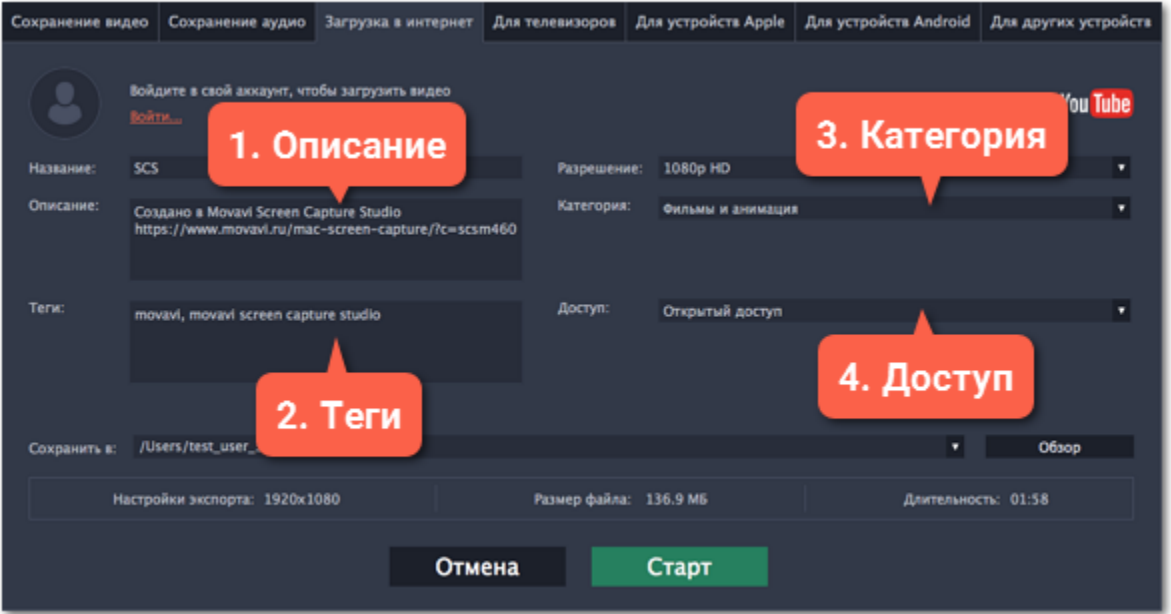 Сохранение видео
Сохранение аудио
Загрузка в интернет
Для телевизоров
Для устройств Apple
Для устройств Android
Для других устройств
Войдите в свой аккаунт, чтобы загрузить видео
Войти...
You Tube
1. Описание
3. Категория
Название: SCS
Разрешение: 1080p HD
Описание: Создано в Movavi Screen Capture Studio
https://www.movavi.ru/mac-screen-capture/?c=scsm460
Категория: Фильмы и анимация
Теги: movavi, movavi screen capture studio
Доступ: Открытый доступ
2. Теги
4. Доступ
Сохранить в: /Users/test_user_
Обзор
Настройки экспорта: 1920x1080
Размер файла: 136.9 МБ
Длительность: 01:58
Отмена
Старт